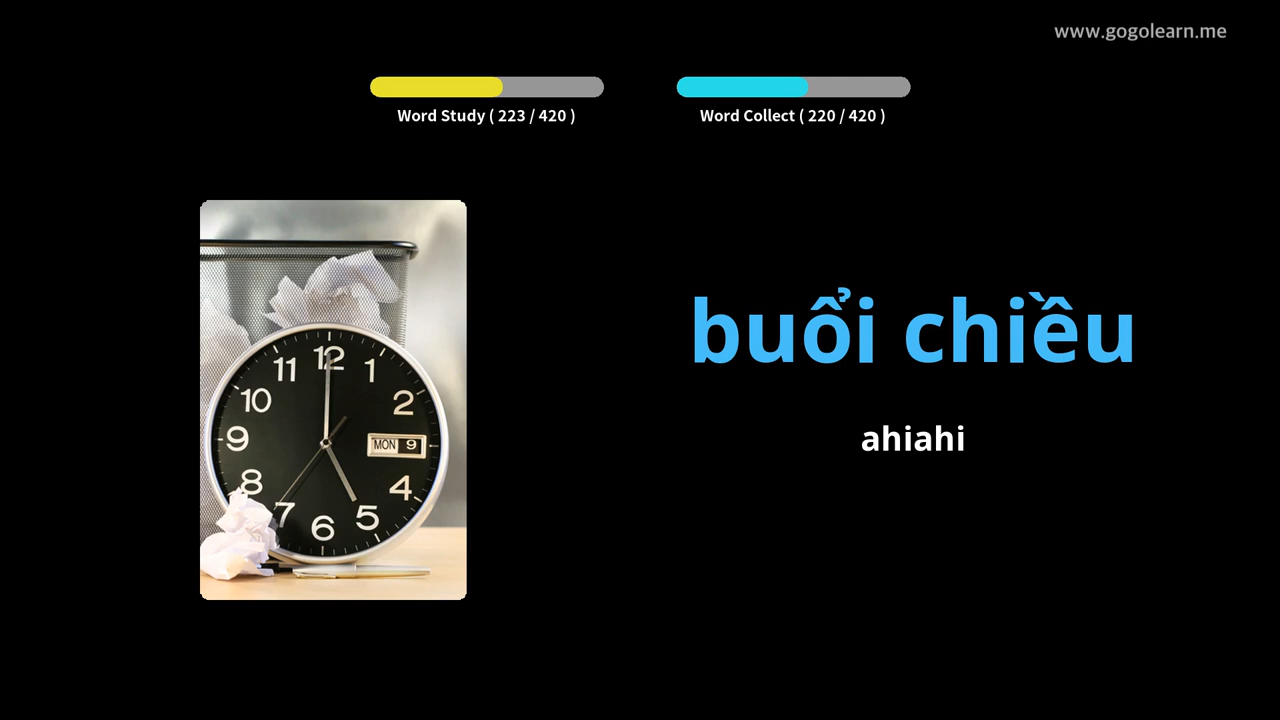 www.gogolearn.me
Word Study ( 223 / 420 )
Word Collect ( 220 / 420 )
buổi chiều
ahiahi
12
11
1
10
2
9
MON 9
8
4
7
5
6